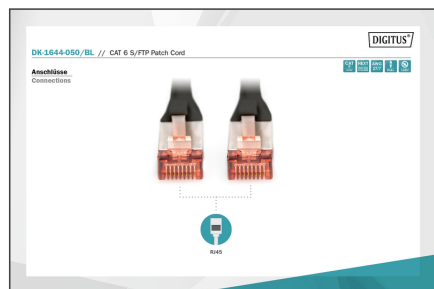 DIGITUS®
DK-1644-050/BL // CAT 6 S/FTP Patch Cord
Anschlüsse
Connections
RJ45